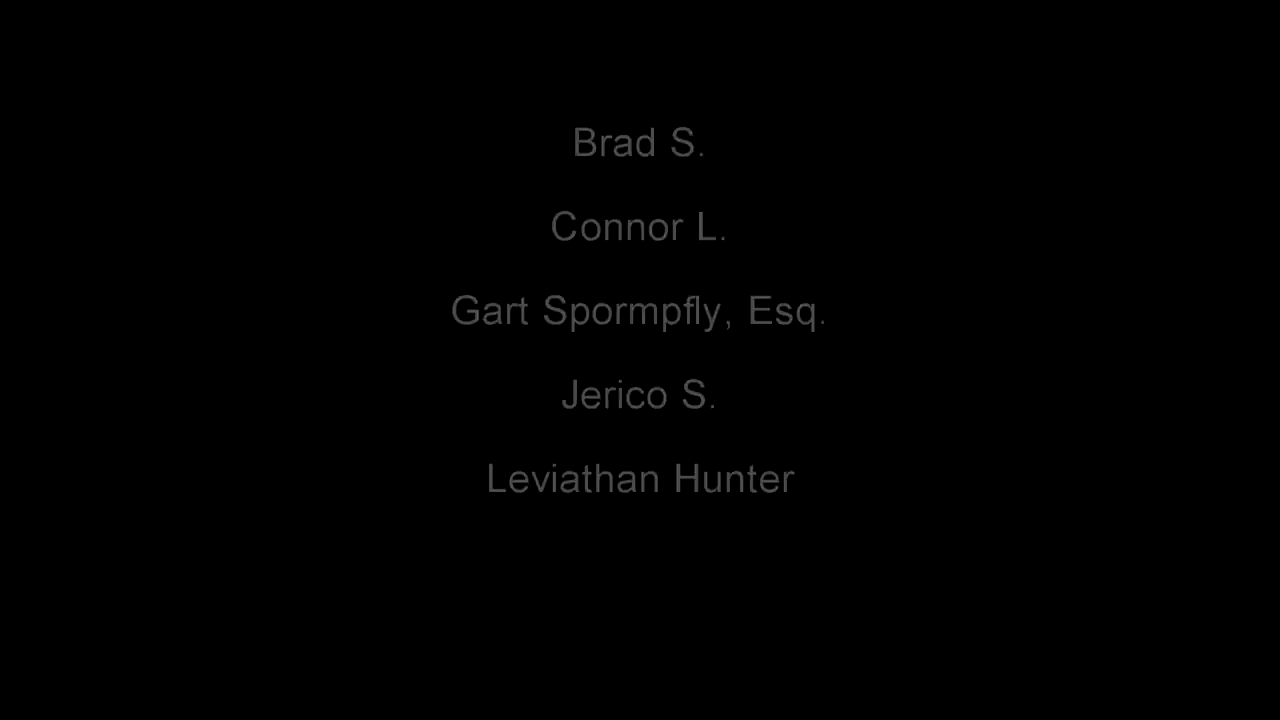 Brad S.
Connor L.
Gart Spormpfly, Esq.
Jerico S.
Leviathan Hunter